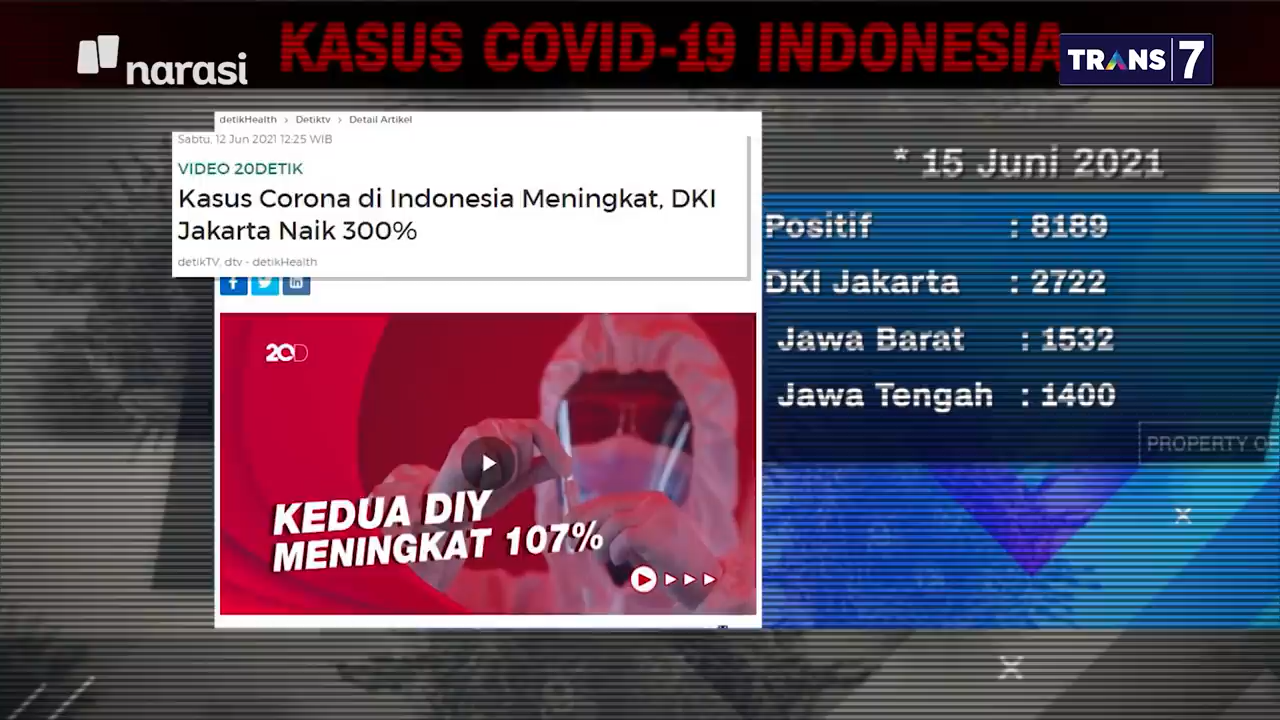 narasi
KASUS COVID-19 INDONESIA
TRANS 7
detikHealth > Detiktv > Detail Artikel
Sabtu, 12 Jun 2021 12:25 WIB
VIDEO 20DETIK
Kasus Corona di Indonesia Meningkat, DKI
Jakarta Naik 300%
detikTV, dtv - detikHealth
20D
KEDUA DIY
MENINGKAT 107%
* 15 Juni 2021
Positif : 8189
DKI Jakarta : 2722
Jawa Barat : 1532
Jawa Tengah : 1400
PROPERTY OF